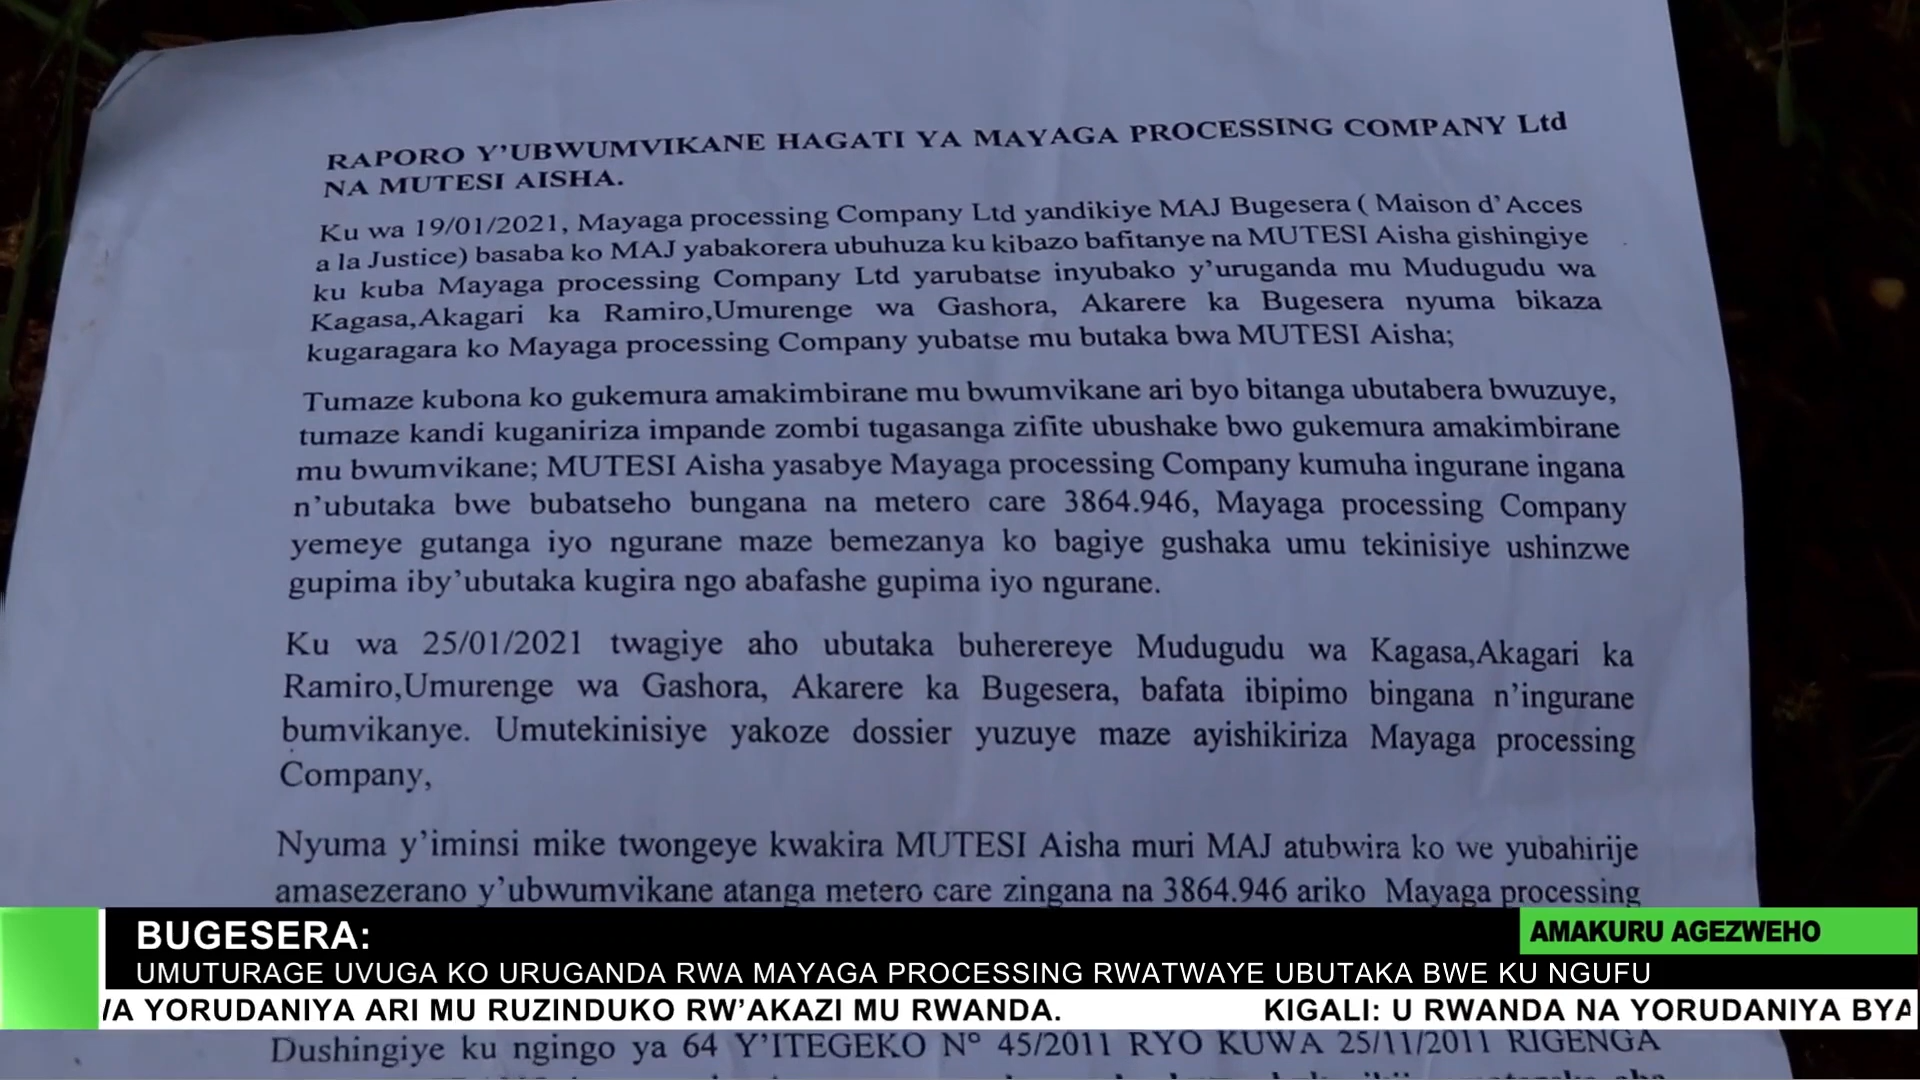 RAPORO Y'UBWUMVIKANE HAGATI YA MAYAGA PROCESSING COMPANY Ltd
NA MUTESI AISHA.
Ku wa 19/01/2021, Mayaga processing Company Ltd yandikiye MAJ Bugesera ( Maison d'Acces
a la Justice) basaba ko MAJ yabakorera ubuhuza ku kibazo bafitanye na MUTESI Aisha gishingiye
ku kuba Mayaga processing Company Ltd yarubatse inyubako y'uruganda mu Mudugudu wa
Kagasa,Akagari ka Ramiro,Umurenge wa Gashora, Akarere ka Bugesera nyuma bikaza
kugaragara ko Mayaga processing Company yubatse mu butaka bwa MUTESI Aisha;
Tumaze kubona ko gukemura amakimbirane mu bwumvikane ari byo bitanga ubutabera bwuzuye,
tumaze kandi kuganiriza impande zombi tugasanga zifite ubushake bwo gukemura amakimbirane
mu bwumvikane; MUTESI Aisha yasabye Mayaga processing Company kumuha ingurane ingana
n'ubutaka bwe bubatseho bungana na metero care 3864.946, Mayaga processing Company
yemeye gutanga iyo ngurane maze bemezanya ko bagiye gushaka umu tekinisiye ushinzwe
gupima iby'ubutaka kugira ngo abafashe gupima iyo ngurane.
Ku wa 25/01/2021 twagiye aho ubutaka buherereye Mudugudu wa Kagasa,Akagari ka
Ramiro,Umurenge wa Gashora, Akarere ka Bugesera, bafata ibipimo bingana n'ingurane
bumvikanye. Umutekinisiye yakoze dossier yuzuye maze ayishikiriza Mayaga processing
Company,
Nyuma y'iminsi mike twongeye kwakira MUTESI Aisha muri MAJ atubwira ko we yubahirije
amasezerano y'ubwumvikane atanga metero care zingana na 3864.946 ariko Mayaga processing
BUGESERA:
AMAKURU AGEZWEHO
UMUTURAGE UVUGA KO URUGANDA RWA MAYAGA PROCESSING RWATWAYE UBUTAKA BWE KU NGUFU
YORUDANIYA ARI MU RUZINDUKO RW'AKAZI MU RWANDA. KIGALI: U RWANDA NA YORUDANIYA BYA
Dushingiye ku ngingo ya 64 Y'ITEGEKO N° 45/2011 RYO KUWA 25/11/2011 RIGENGA